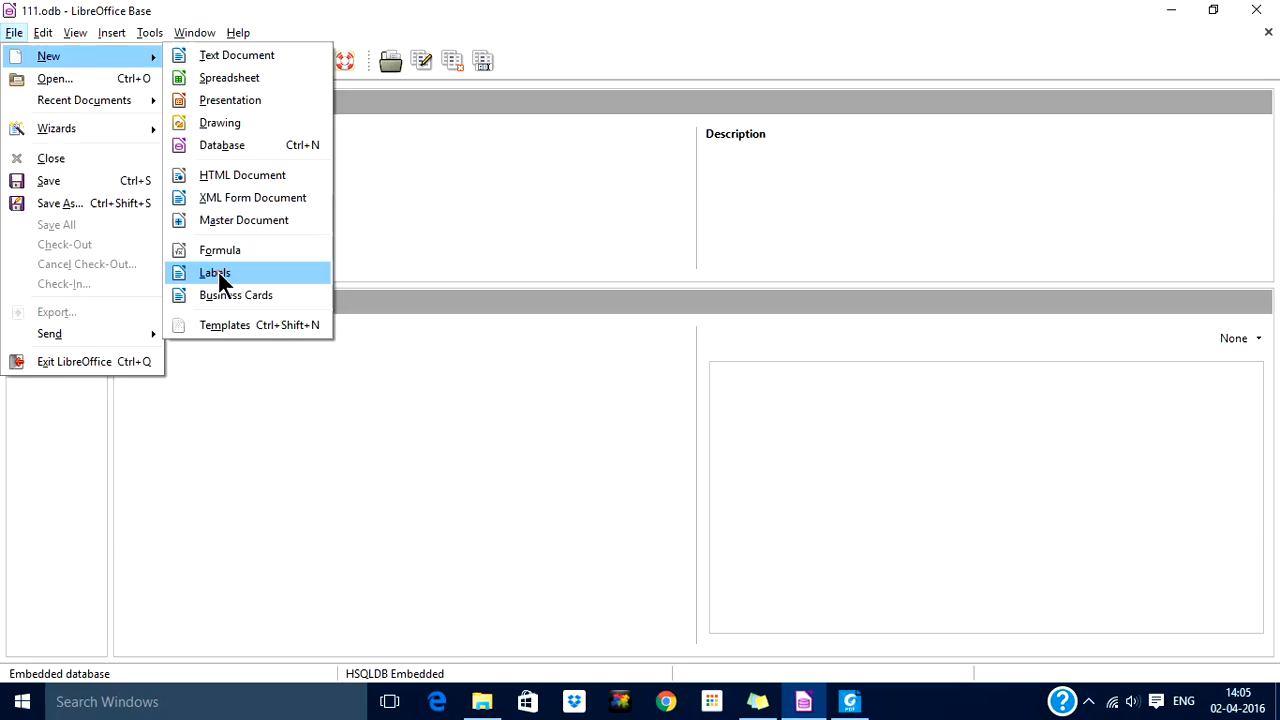 111.odb - LibreOffice Base
File Edit View Insert Tools Window Help
New
Open... Ctrl+O
Recent Documents
Wizards
Close
Save Ctrl+S
Save As... Ctrl+Shift+S
Save All
Check-Out
Cancel Check-Out...
Check-In...
Export...
Send
Exit LibreOffice Ctrl+Q
Text Document
Spreadsheet
Presentation
Drawing
Database Ctrl+N
HTML Document
XML Form Document
Master Document
Formula
Labels
Business Cards
Templates Ctrl+Shift+N
Description
None
Embedded database HSQLDB Embedded
Search Windows
ENG
14:05
02-04-2016